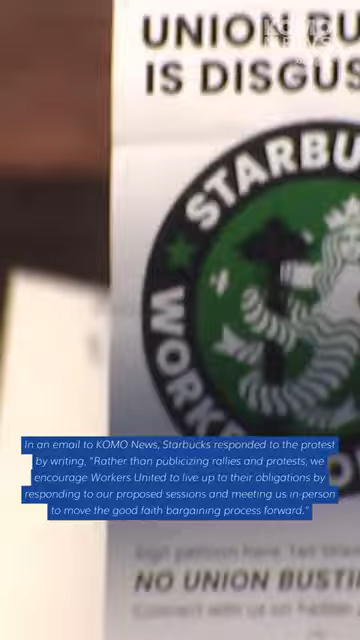 UNION BU
IS DISGUS
KOMO
NEWS
STARBU
WORKE
In an email to KOMO News, Starbucks responded to the protest
by writing, "Rather than publicizing rallies and protests, we
encourage Workers United to live up to their obligations by
responding to our proposed sessions and meeting us in-person
to move the good faith bargaining process forward."
NO UNION BUSTI